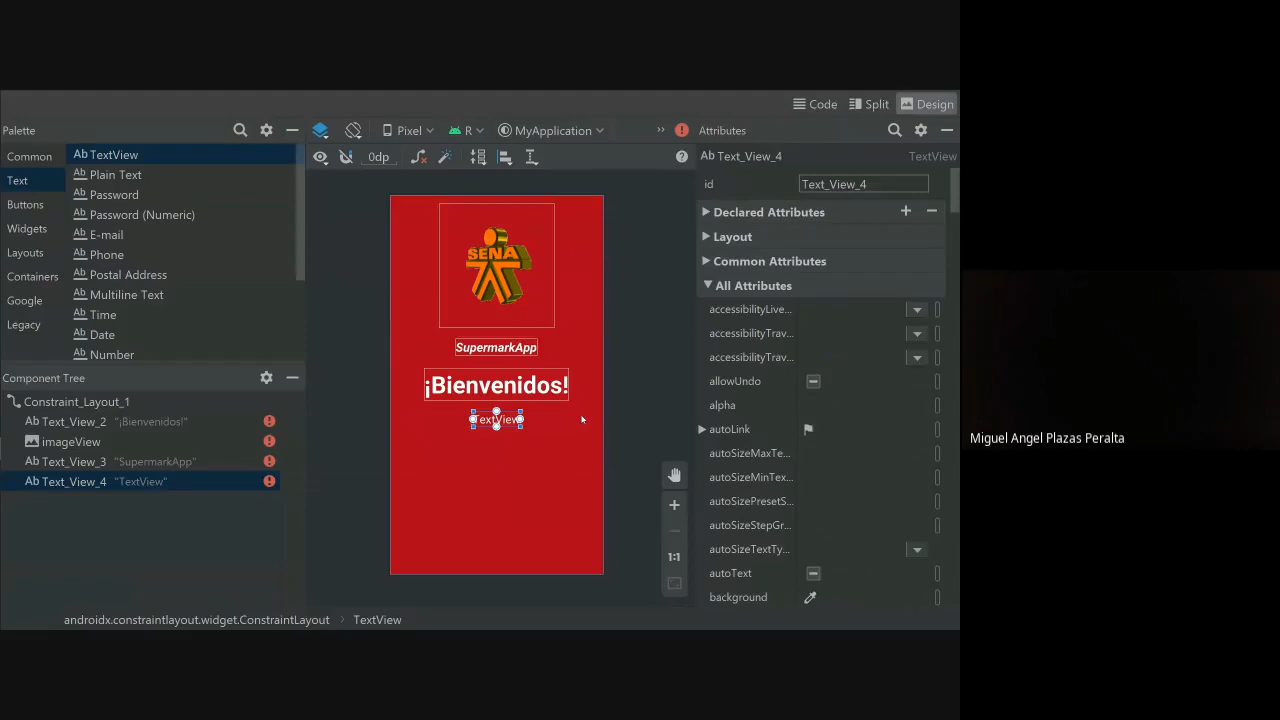 Code
Split
Design
Palette
Pixel
R
MyApplication
Attributes
Common
Text
Buttons
Widgets
Layouts
Containers
Google
Legacy
Ab TextView
Ab Plain Text
Ab Password
Ab Password (Numeric)
Ab E-mail
Ab Phone
Ab Postal Address
Ab Multiline Text
Ab Time
Ab Date
Ab Number
0dp
Ab Text_View_4
TextView
id
Text_View_4
Declared Attributes
Layout
Common Attributes
All Attributes
accessibilityLive...
accessibilityTrav...
accessibilityTrav...
allowUndo
alpha
autoLink
autoSizeMaxTe...
autoSizeMinTex...
autoSizePresetS...
autoSizeStepGr...
autoSizeTextTy...
autoText
background
SENA
SupermarkApp
¡Bienvenidos!
TextView
1:1
Component Tree
Constraint_Layout_1
Ab Text_View_2 "¡Bienvenidos!"
imageView
Ab Text_View_3 "SupermarkApp"
Ab Text_View_4 "TextView"
androidx.constraintlayout.widget.ConstraintLayout › TextView
Miguel Angel Plazas Peralta